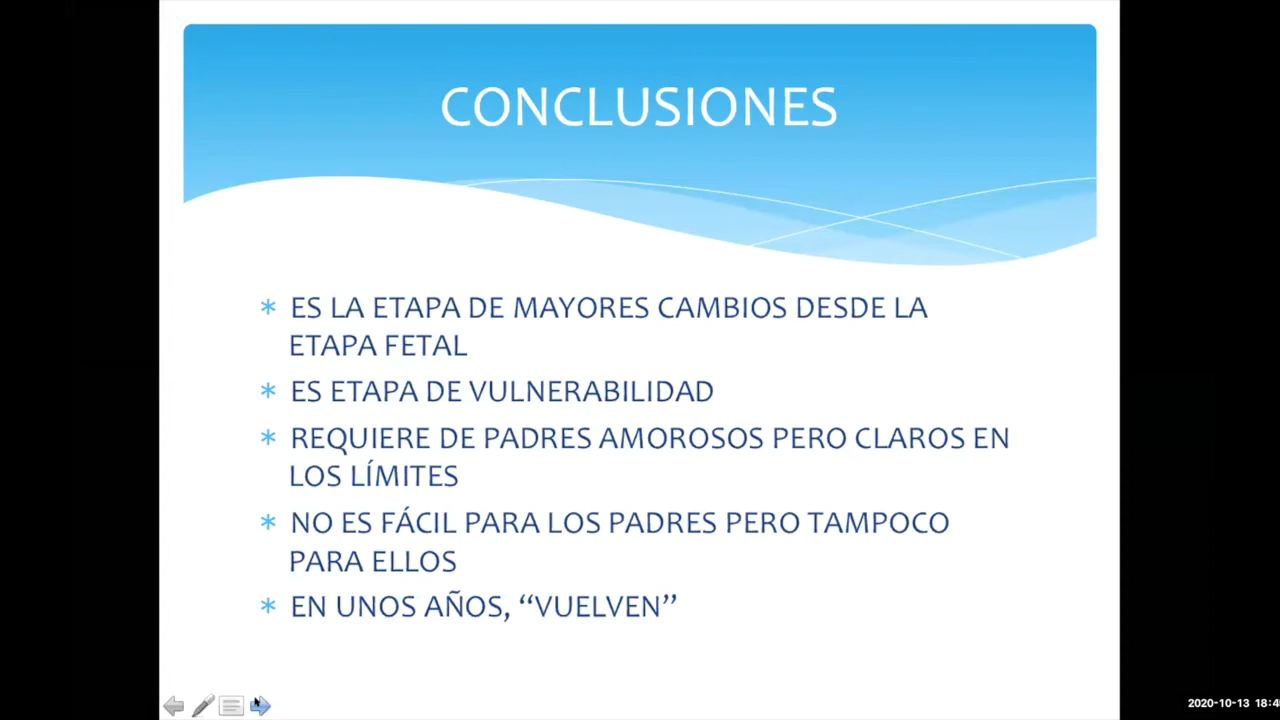 CONCLUSIONES
* ES LA ETAPA DE MAYORES CAMBIOS DESDE LA
ETAPA FETAL
* ES ETAPA DE VULNERABILIDAD
* REQUIERE DE PADRES AMOROSOS PERO CLAROS EN
LOS LÍMITES
* NO ES FÁCIL PARA LOS PADRES PERO TAMPOCO
PARA ELLOS
* EN UNOS AÑOS, “VUELVEN”
2020-10-13